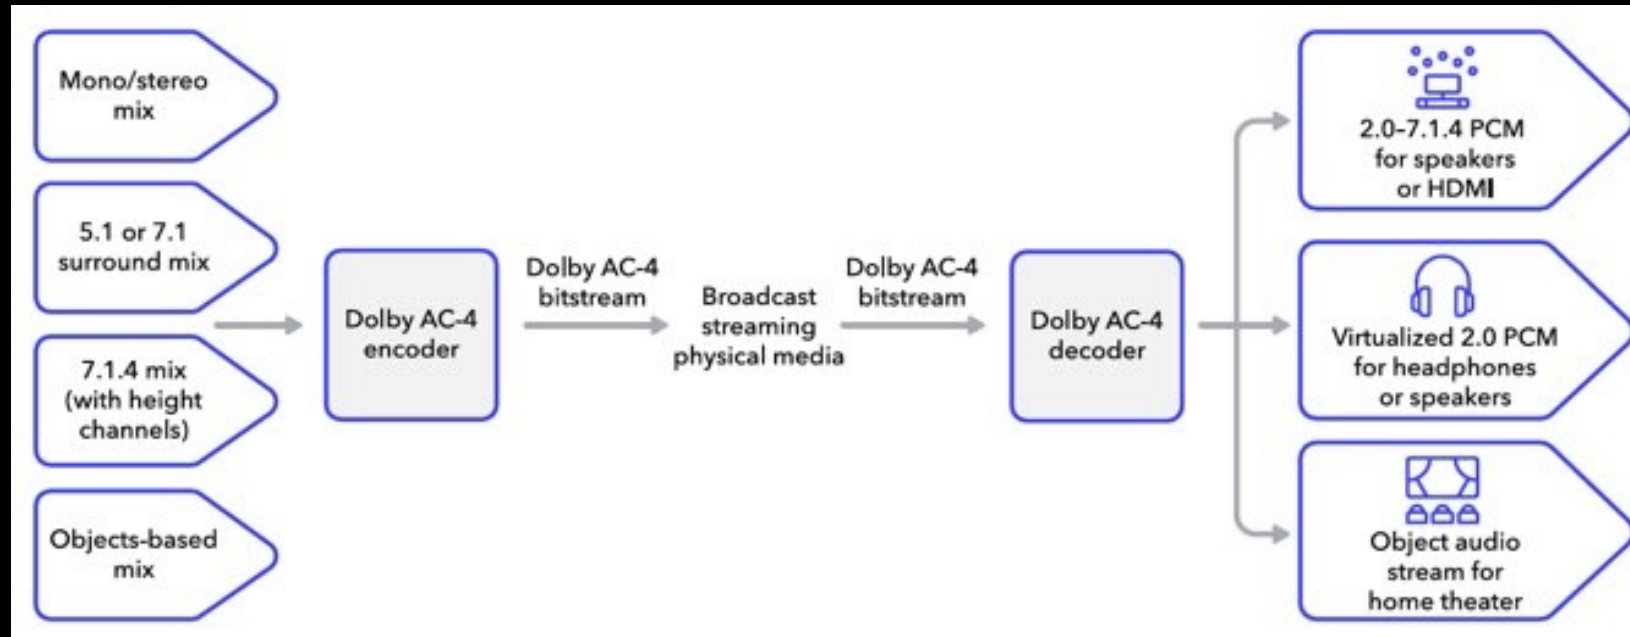 Mono/stereo
mix
5.1 or 7.1
surround mix
7.1.4 mix
(with height
channels)
Objects-based
mix
Dolby AC-4
encoder
Dolby AC-4
bitstream
Broadcast
streaming
physical media
Dolby AC-4
bitstream
Dolby AC-4
decoder
2.0-7.1.4 PCM
for speakers
or HDMI
Virtualized 2.0 PCM
for headphones
or speakers
Object audio
stream for
home theater